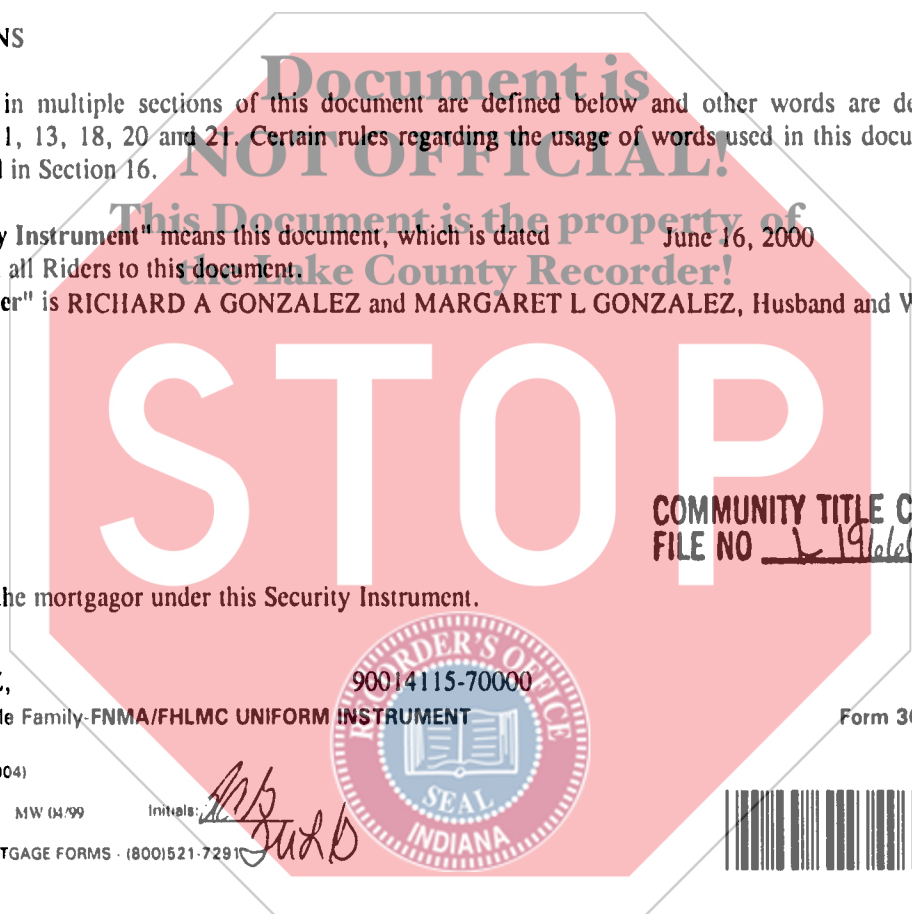 NS
Document is
in multiple sections of this document are defined below and other words are de
1, 13, 18, 20 and 21. Certain rules regarding the usage of words used in this docu
NOT OFFICIAL!
in Section 16.
This Document is the property of
y Instrument" means this document, which is dated June 16, 2000
all Riders to this document.
the Lake County Recorder!
er" is RICHARD A GONZALEZ and MARGARET L GONZALEZ, Husband and W
STOP
COMMUNITY TITLE C
FILE NO
he mortgagor under this Security Instrument.
RECORDER'S OFFICE
90014115-70000
le Family-FNMA/FHLMC UNIFORM INSTRUMENT Form 30
004)
MW 04/99 Initials:
SEAL
INDIANA
TGAGE FORMS - (800)521-7291